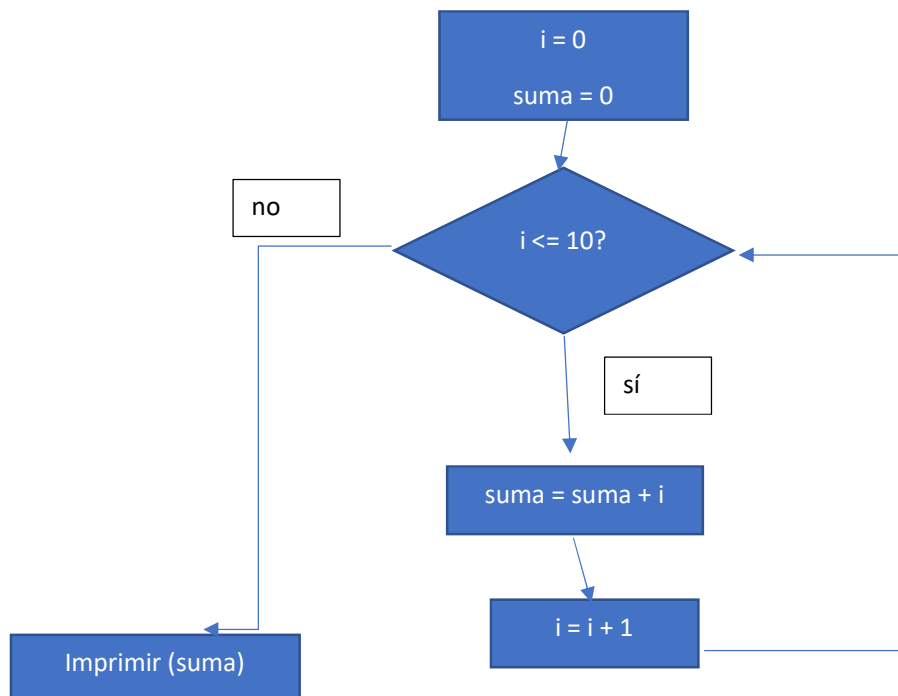 i = 0
suma = 0
no
i <= 10?
sí
suma = suma + i
i = i + 1
Imprimir (suma)